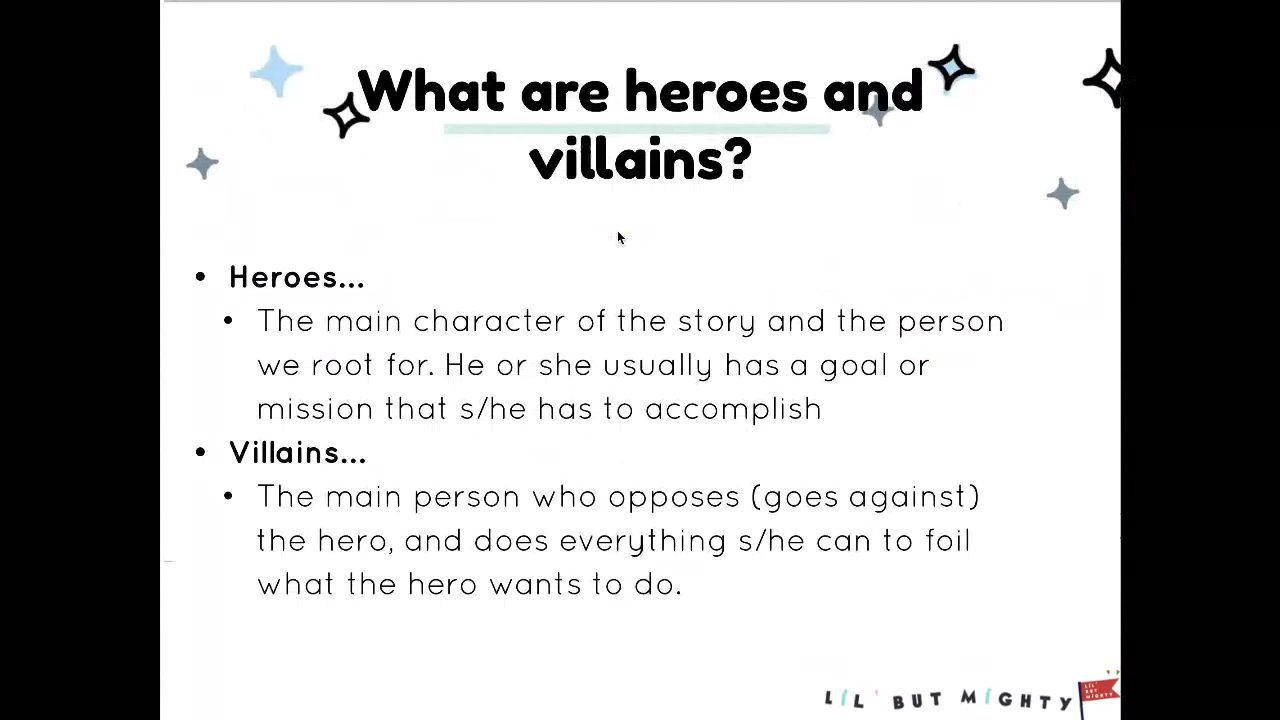 What are heroes and
villains?
• Heroes...
• The main character of the story and the person
we root for. He or she usually has a goal or
mission that s/he has to accomplish
• Villains...
• The main person who opposes (goes against)
the hero, and does everything s/he can to foil
what the hero wants to do.
LiL' BUT MiGHTY
LiL'
BUT
MiGHTY